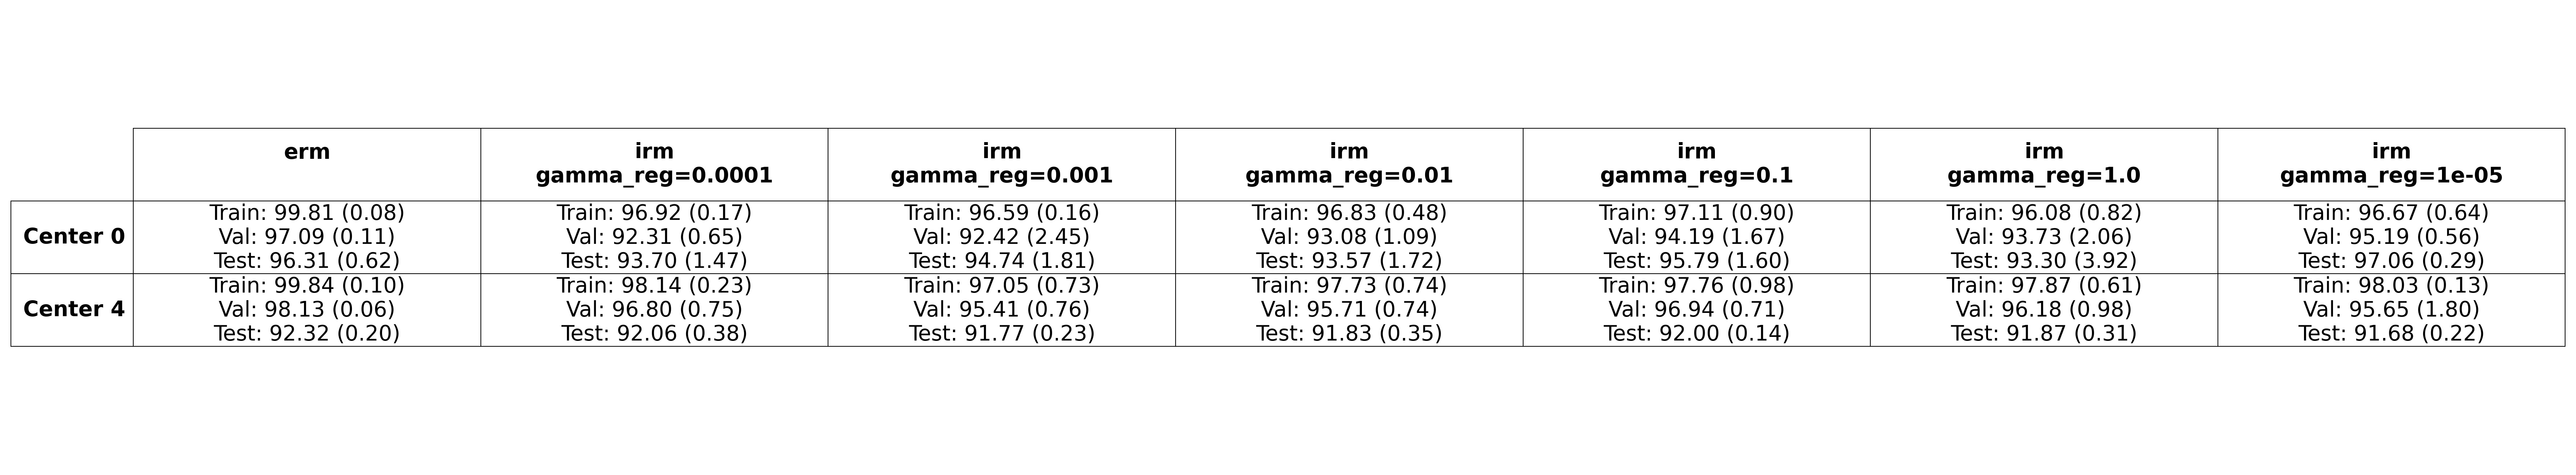 erm
irm
gamma_reg=0.0001
irm
gamma_reg=0.001
irm
gamma_reg=0.01
irm
gamma_reg=0.1
irm
gamma_reg=1.0
irm
gamma_reg=1e-05
Center 0
Train: 99.81 (0.08)
Val: 97.09 (0.11)
Test: 96.31 (0.62)
Train: 96.92 (0.17)
Val: 92.31 (0.65)
Test: 93.70 (1.47)
Train: 96.59 (0.16)
Val: 92.42 (2.45)
Test: 94.74 (1.81)
Train: 96.83 (0.48)
Val: 93.08 (1.09)
Test: 93.57 (1.72)
Train: 97.11 (0.90)
Val: 94.19 (1.67)
Test: 95.79 (1.60)
Train: 96.08 (0.82)
Val: 93.73 (2.06)
Test: 93.30 (3.92)
Train: 96.67 (0.64)
Val: 95.19 (0.56)
Test: 97.06 (0.29)
Center 4
Train: 99.84 (0.10)
Val: 98.13 (0.06)
Test: 92.32 (0.20)
Train: 98.14 (0.23)
Val: 96.80 (0.75)
Test: 92.06 (0.38)
Train: 97.05 (0.73)
Val: 95.41 (0.76)
Test: 91.77 (0.23)
Train: 97.73 (0.74)
Val: 95.71 (0.74)
Test: 91.83 (0.35)
Train: 97.76 (0.98)
Val: 96.94 (0.71)
Test: 92.00 (0.14)
Train: 97.87 (0.61)
Val: 96.18 (0.98)
Test: 91.87 (0.31)
Train: 98.03 (0.13)
Val: 95.65 (1.80)
Test: 91.68 (0.22)